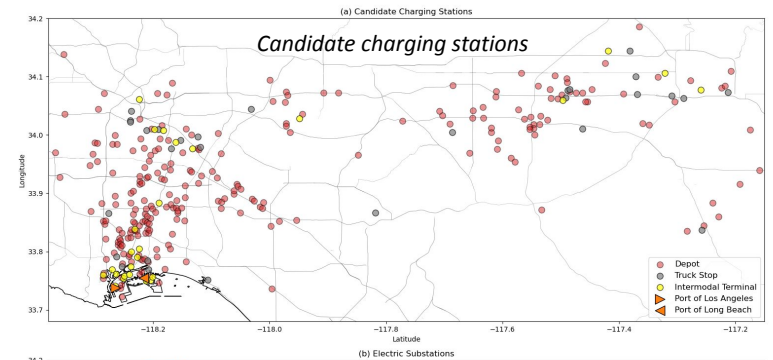 (a) Candidate Charging Stations
Candidate charging stations
34.2
34.1
34.0
33.9
33.8
33.7
Longitude
Depot
Truck Stop
Intermodal Terminal
Port of Los Angeles
Port of Long Beach
−118.2
−118.0
−117.8
−117.6
−117.4
−117.2
Latitude
(b) Electric Substations